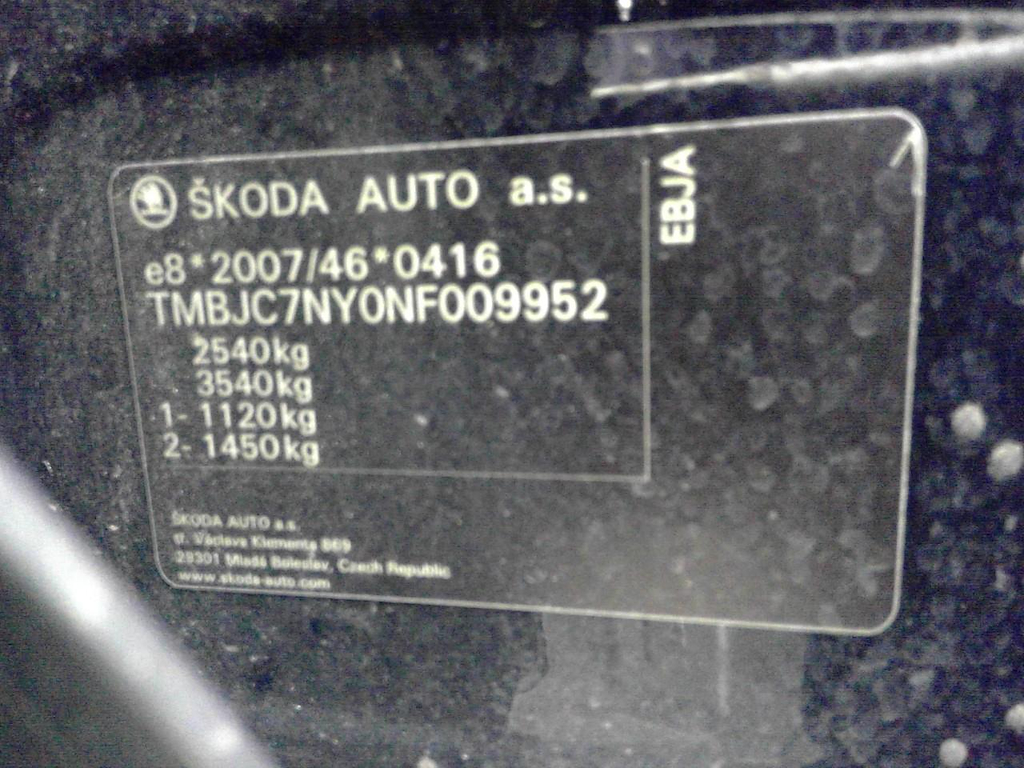 ŠKODA AUTO a.s.
EBJA
e8*2007/46*0416
TMBJC7NY0NF009952
2540kg
3540kg
1- 1120kg
2- 1450kg
ŠKODA AUTO a.s.
tř. Václava Klementa 869
29301 Mladá Boleslav, Czech Republic
www.skoda-auto.com